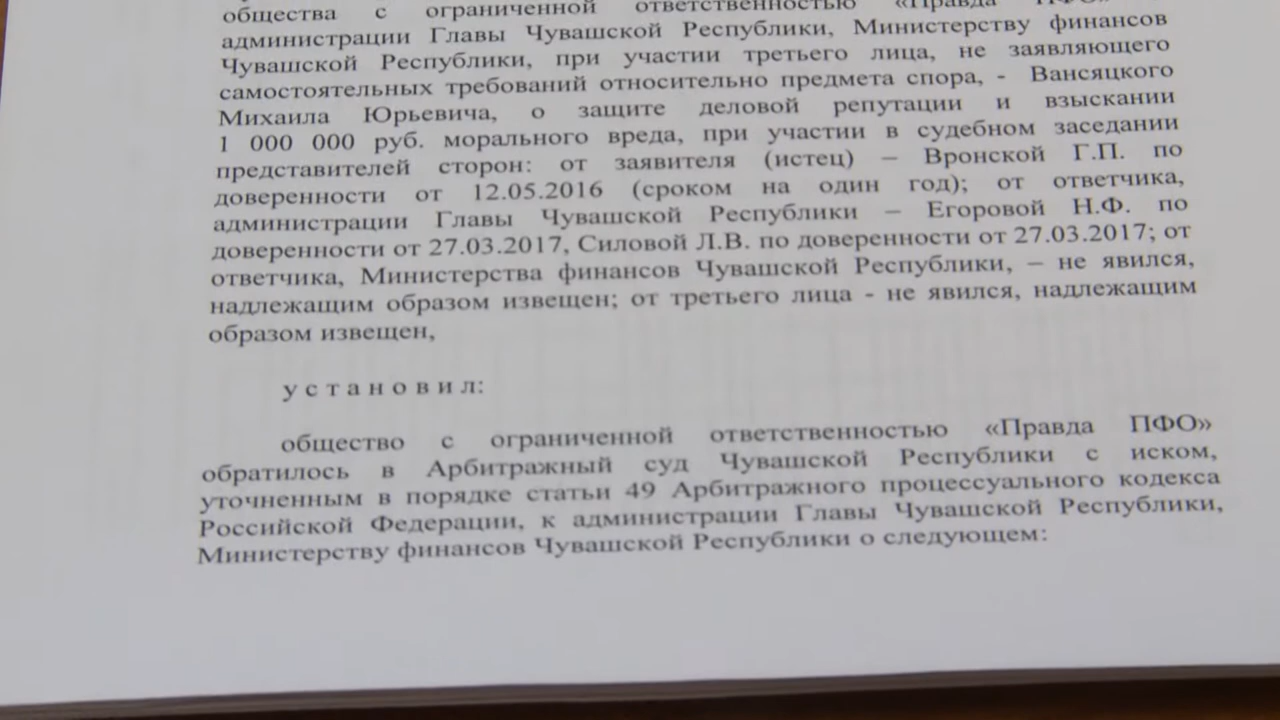 общества с ограниченной ответственностью «Правда ПФО»
администрации Главы Чувашской Республики, Министерству финансов
Чувашской Республики, при участии третьего лица, не заявляющего
самостоятельных требований относительно предмета спора, - Вансяцкого
Михаила Юрьевича, о защите деловой репутации и взыскании
1 000 000 руб. морального вреда, при участии в судебном заседании
представителей сторон: от заявителя (истец) – Вронской Г.П. по
доверенности от 12.05.2016 (сроком на один год); от ответчика,
администрации Главы Чувашской Республики – Егоровой Н.Ф. по
доверенности от 27.03.2017, Силовой Л.В. по доверенности от 27.03.2017; от
ответчика, Министерства финансов Чувашской Республики, – не явился,
надлежащим образом извещен; от третьего лица - не явился, надлежащим
образом извещен,
у с т а н о в и л:
общество с ограниченной ответственностью «Правда ПФО»
обратилось в Арбитражный суд Чувашской Республики с иском,
уточненным в порядке статьи 49 Арбитражного процессуального кодекса
Российской Федерации, к администрации Главы Чувашской Республики,
Министерству финансов Чувашской Республики о следующем: